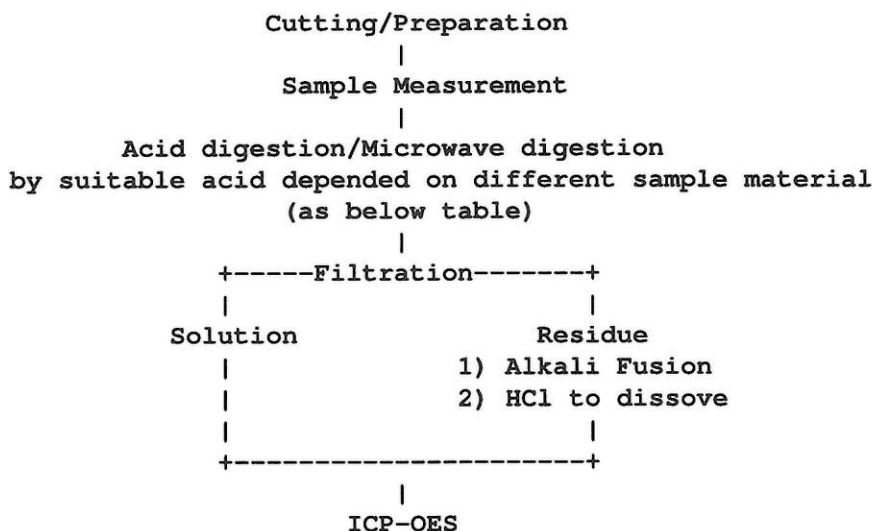 Cutting/Preparation
|
Sample Measurement
|
Acid digestion/Microwave digestion
by suitable acid depended on different sample material
(as below table)
|
+-----Filtration-------+
| |
Solution Residue
| 1) Alkali Fusion
| 2) HCl to dissove
| |
+-----------------------+
|
ICP-OES